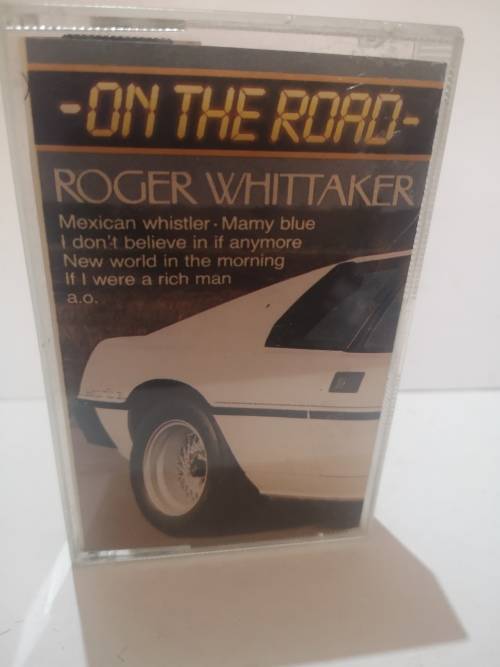 -ON THE ROAD-
ROGER WHITTAKER
Mexican whistler · Mamy blue
I don't believe in if anymore
New world in the morning
If I were a rich man
a.o.